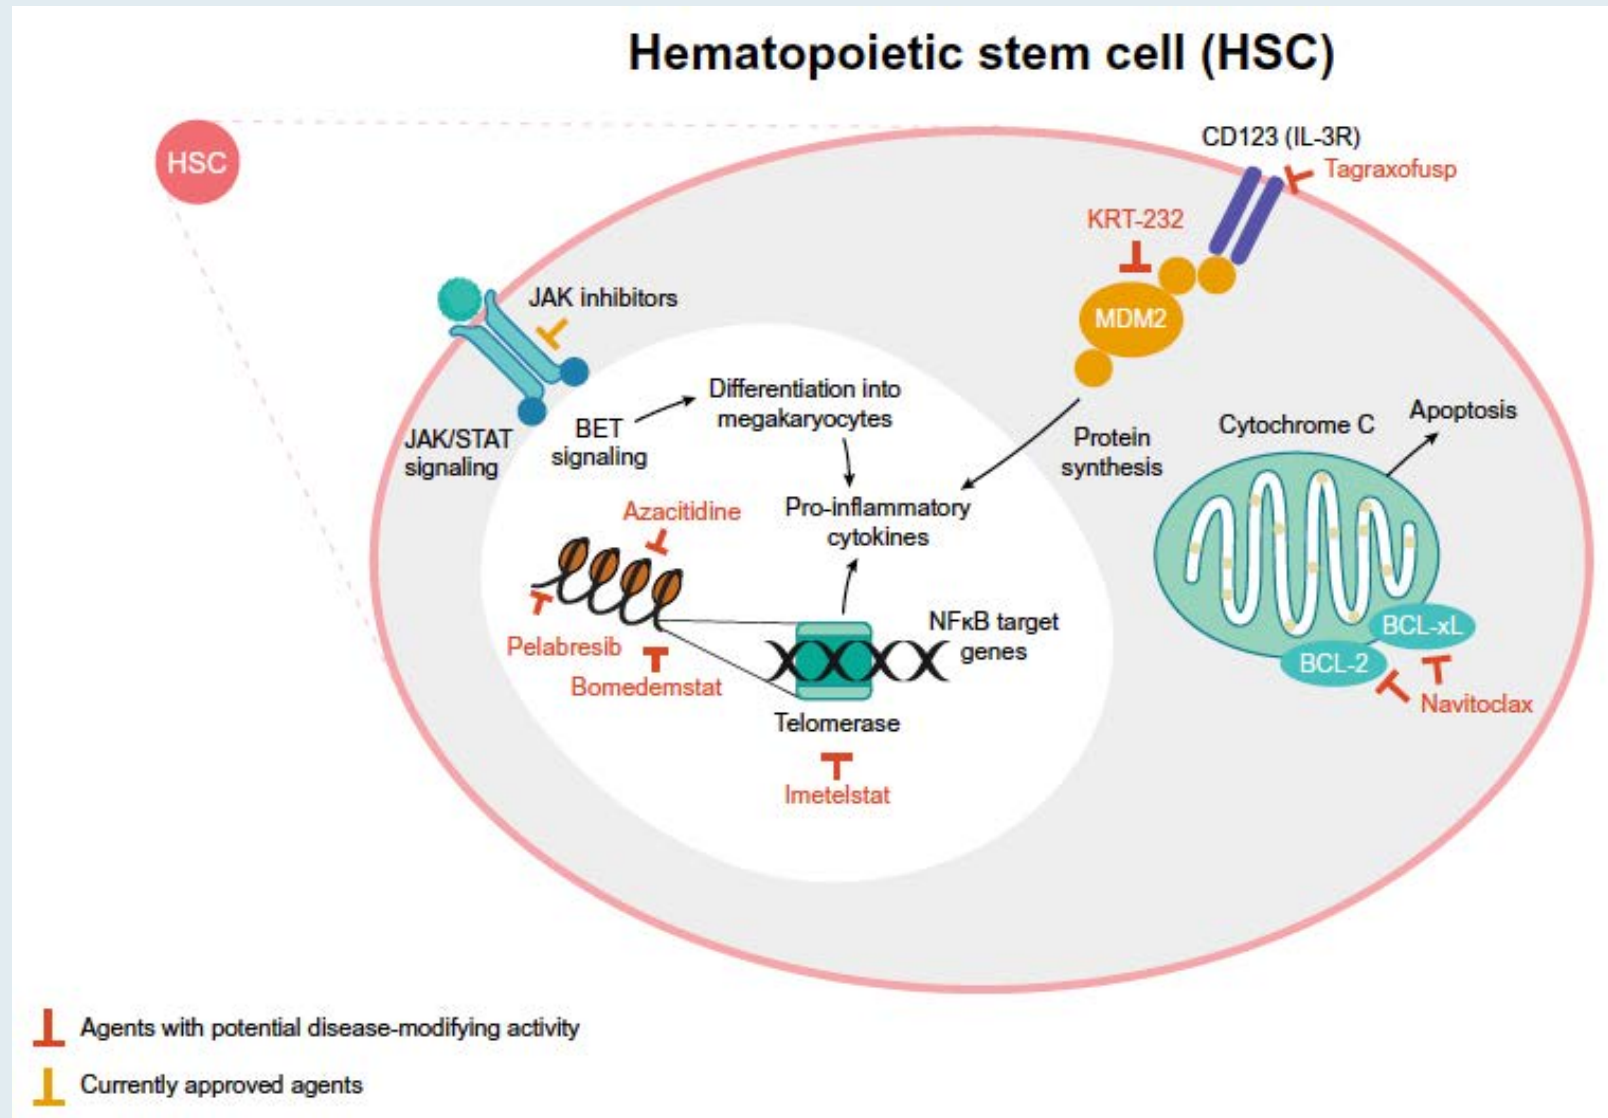 Hematopoietic stem cell (HSC)
HSC
CD123 (IL-3R)
Tagraxofusp
KRT-232
MDM2
JAK inhibitors
JAK/STAT
signaling
BET
signaling
Differentiation into
megakaryocytes
Protein
synthesis
Cytochrome C
Apoptosis
Azacitidine
Pro-inflammatory
cytokines
Pelabresib
Bomedemstat
NFκB target
genes
BCL-xL
BCL-2
Navitoclax
Telomerase
Imetelstat
Agents with potential disease-modifying activity
Currently approved agents